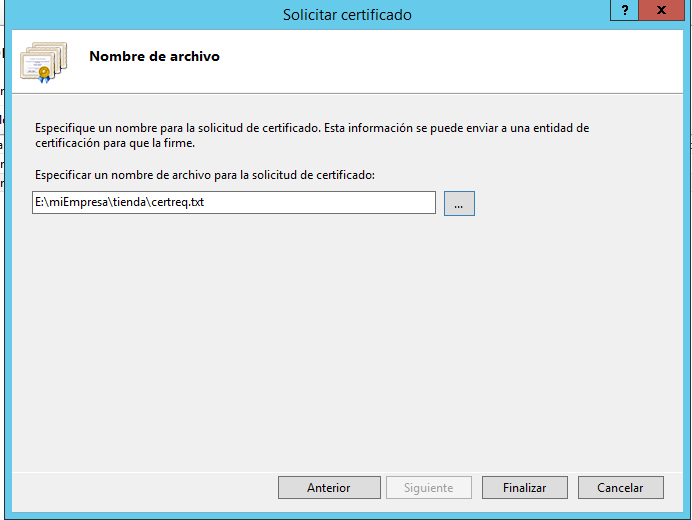 Solicitar certificado
?
x
Nombre de archivo
Especifique un nombre para la solicitud de certificado. Esta información se puede enviar a una entidad de
certificación para que la firme.
Especificar un nombre de archivo para la solicitud de certificado:
E:\miEmpresa\tienda\certreq.txt
...
Anterior
Siguiente
Finalizar
Cancelar